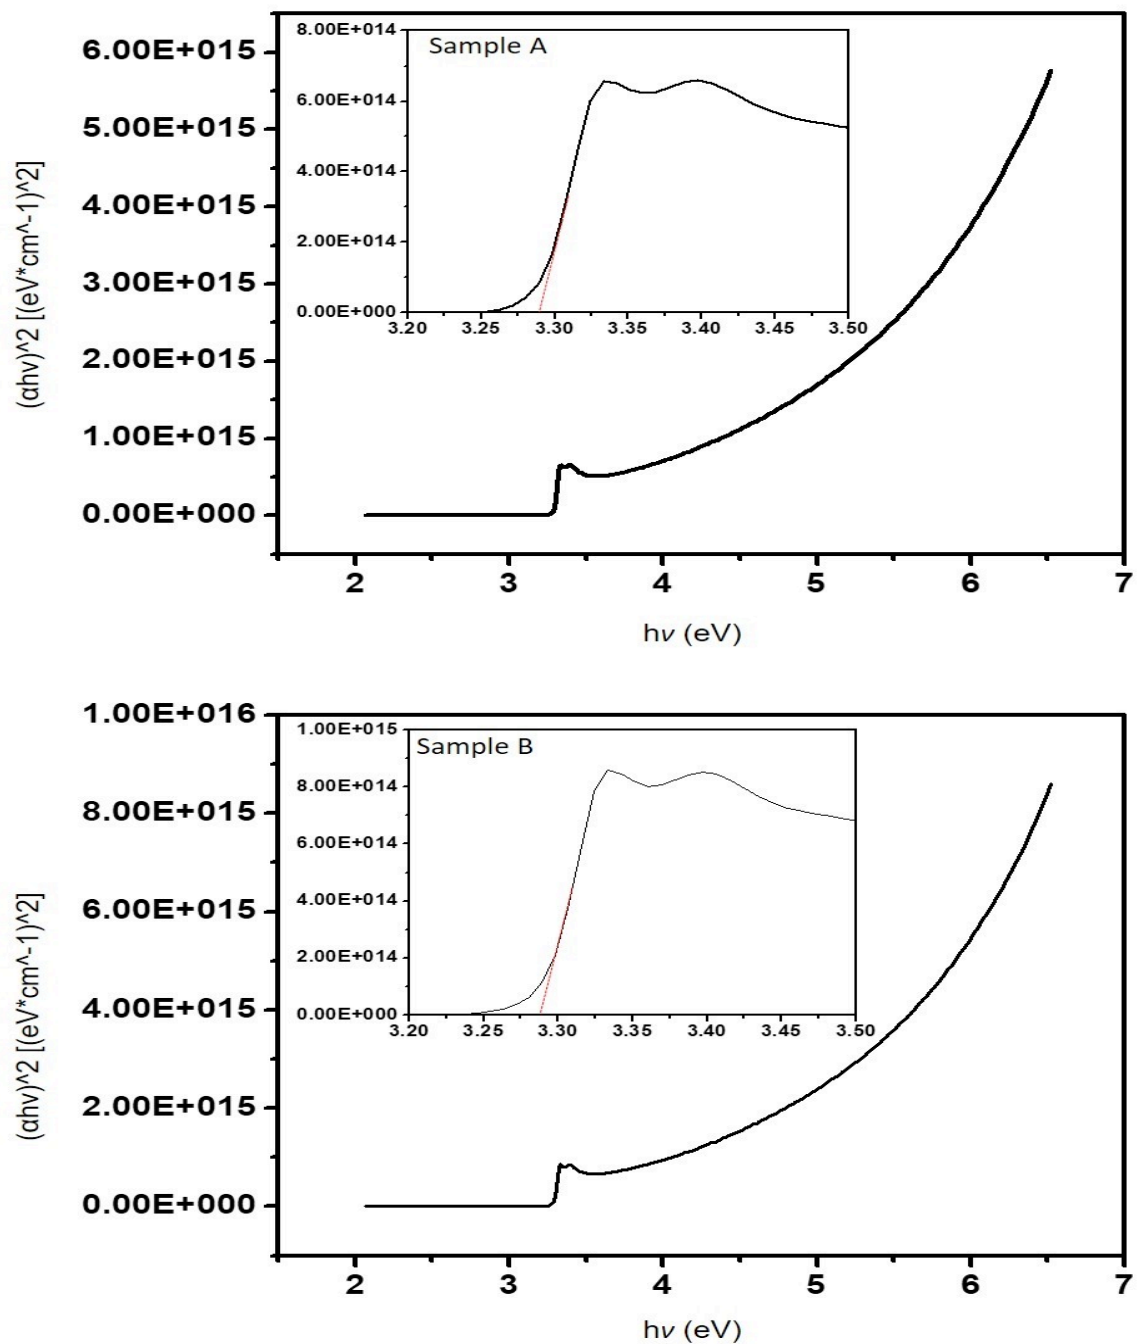 6.00E+015
5.00E+015
4.00E+015
3.00E+015
2.00E+015
1.00E+015
0.00E+000
(αhν)^2 [(eV*cm^-1)^2]
Sample A
8.00E+014
6.00E+014
4.00E+014
2.00E+014
0.00E+000
3.20 3.25 3.30 3.35 3.40 3.45 3.50
2 3 4 5 6 7
hν (eV)
1.00E+016
8.00E+015
6.00E+015
4.00E+015
2.00E+015
0.00E+000
(αhν)^2 [(eV*cm^-1)^2]
Sample B
1.00E+015
8.00E+014
6.00E+014
4.00E+014
2.00E+014
0.00E+000
3.20 3.25 3.30 3.35 3.40 3.45 3.50
2 3 4 5 6 7
hν (eV)